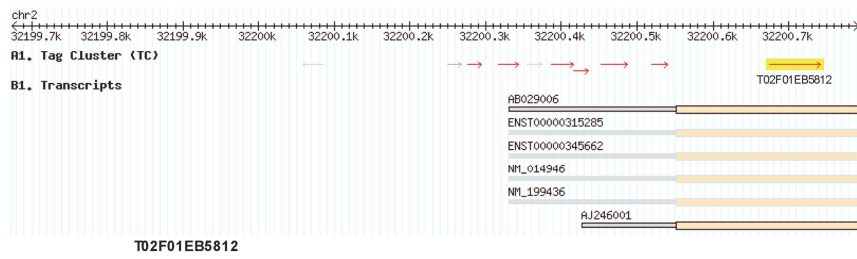 chr2
32199.7k 32199.8k 32199.9k 32200k 32200.1k 32200.2k 32200.3k 32200.4k 32200.5k 32200.6k 32200.7k
A1. Tag Cluster (TC)
T02F01EB5812
B1. Transcripts
AB029006
ENST00000315285
ENST00000345662
NM_014946
NM_199436
AJ246001
T02F01EB5812